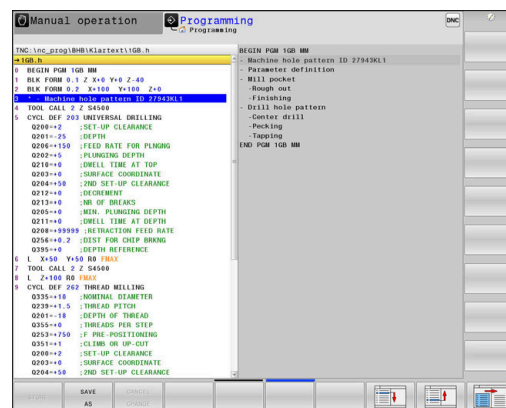 Manual operation
Programming
Programming
DNC
TNC:\nc_prog\BHB\Klartext\1GB.h
→1GB.h
0 BEGIN PGM 1GB MM
1 BLK FORM 0.1 Z X+0 Y+0 Z-40
2 BLK FORM 0.2 X+100 Y+100 Z+0
3 * - Machine hole pattern ID 27943KL1
4 TOOL CALL 2 Z S4500
5 CYCL DEF 203 UNIVERSAL DRILLING
Q200=+2 ;SET-UP CLEARANCE
Q201=-25 ;DEPTH
Q206=+150 ;FEED RATE FOR PLNGNG
Q202=+5 ;PLUNGING DEPTH
Q210=+0 ;DWELL TIME AT TOP
Q203=+0 ;SURFACE COORDINATE
Q204=+50 ;2ND SET-UP CLEARANCE
Q212=+0 ;DECREMENT
Q213=+0 ;NR OF BREAKS
Q205=+0 ;MIN. PLUNGING DEPTH
Q211=+0 ;DWELL TIME AT DEPTH
Q208=+99999 ;RETRACTION FEED RATE
Q256=+0.2 ;DIST FOR CHIP BRKNG
Q395=+0 ;DEPTH REFERENCE
6 L X+50 Y+50 R0 FMAX
7 TOOL CALL 2 Z S4500
8 L Z+100 R0 FMAX
9 CYCL DEF 262 THREAD MILLING
Q335=+10 ;NOMINAL DIAMETER
Q239=+1.5 ;THREAD PITCH
Q201=-18 ;DEPTH OF THREAD
Q355=+0 ;THREADS PER STEP
Q253=+750 ;F PRE-POSITIONING
Q351=+1 ;CLIMB OR UP-CUT
Q200=+2 ;SET-UP CLEARANCE
Q203=+0 ;SURFACE COORDINATE
Q204=+50 ;2ND SET-UP CLEARANCE
BEGIN PGM 1GB MM
- Machine hole pattern ID 27943KL1
- Parameter definition
- Mill pocket
-Rough out
-Finishing
- Drill hole pattern
-Center drill
-Pecking
-Tapping
END PGM 1GB MM
STORE
SAVE
AS
CANCEL
CHANGE